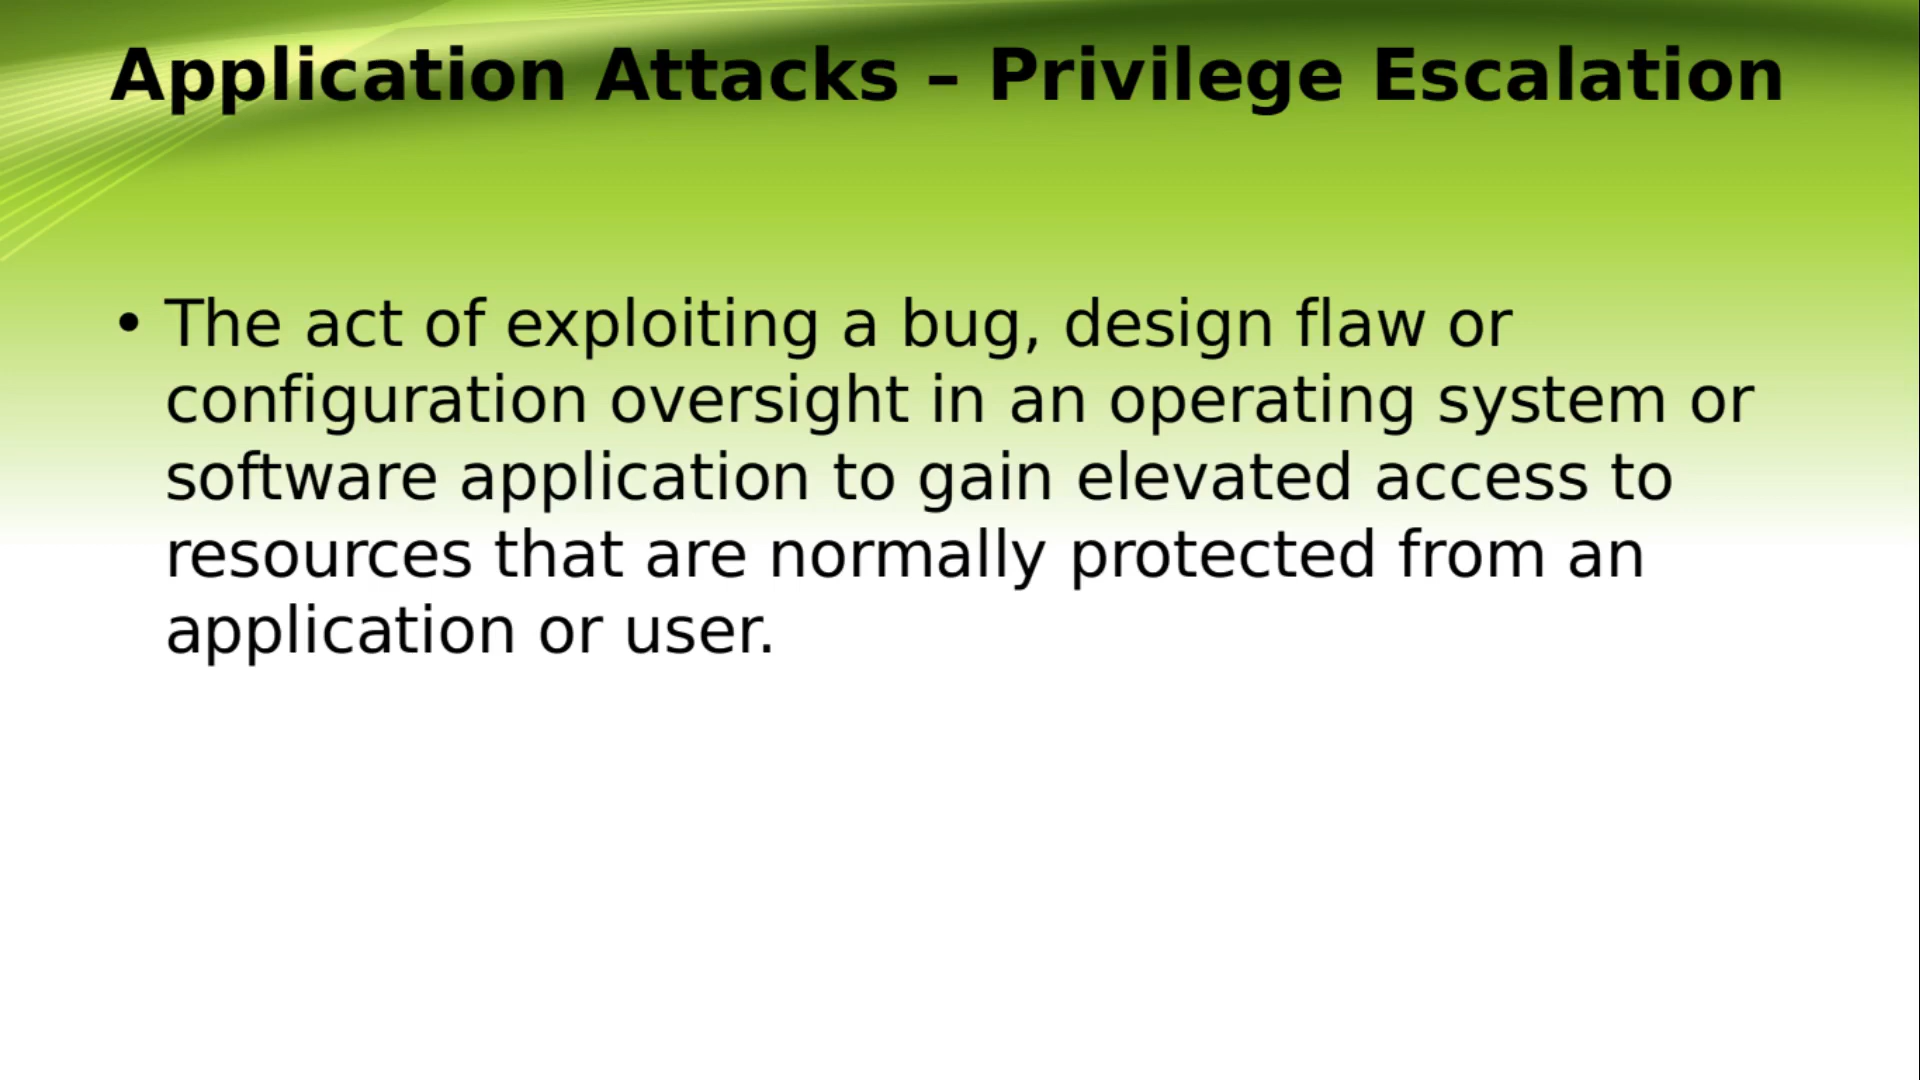 Application Attacks – Privilege Escalation
• The act of exploiting a bug, design flaw or
configuration oversight in an operating system or
software application to gain elevated access to
resources that are normally protected from an
application or user.